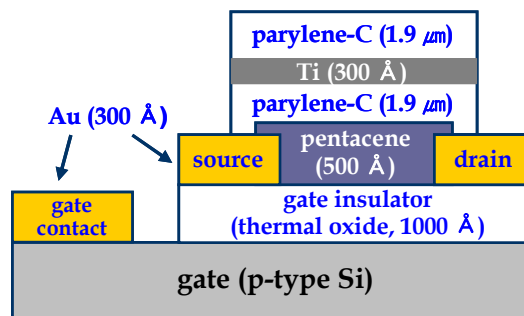 parylene-C (1.9 ㎛)
Ti (300 Å)
parylene-C (1.9 ㎛)
Au (300 Å)
pentacene
(500 Å)
source
drain
gate
contact
gate insulator
(thermal oxide, 1000 Å)
gate (p-type Si)